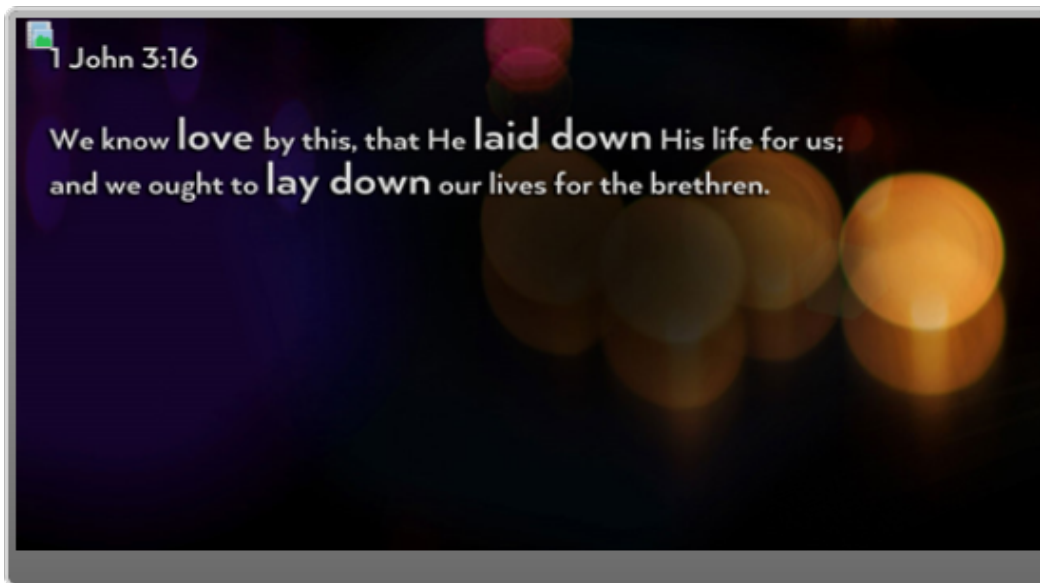 1 John 3:16
We know love by this, that He laid down His life for us;
and we ought to lay down our lives for the brethren.